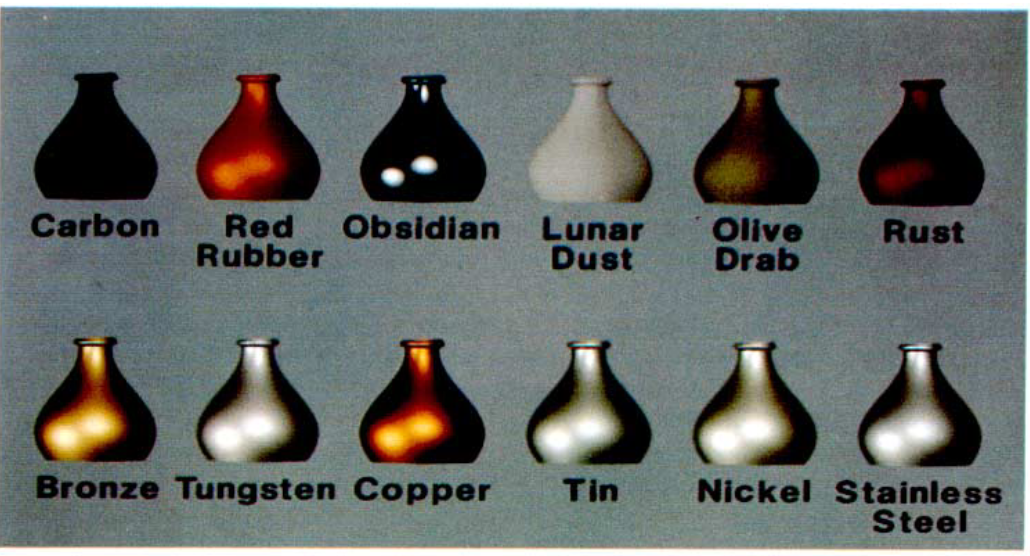 Carbon
Red
Rubber
Obsidian
Lunar
Dust
Olive
Drab
Rust
Bronze
Tungsten
Copper
Tin
Nickel
Stainless
Steel